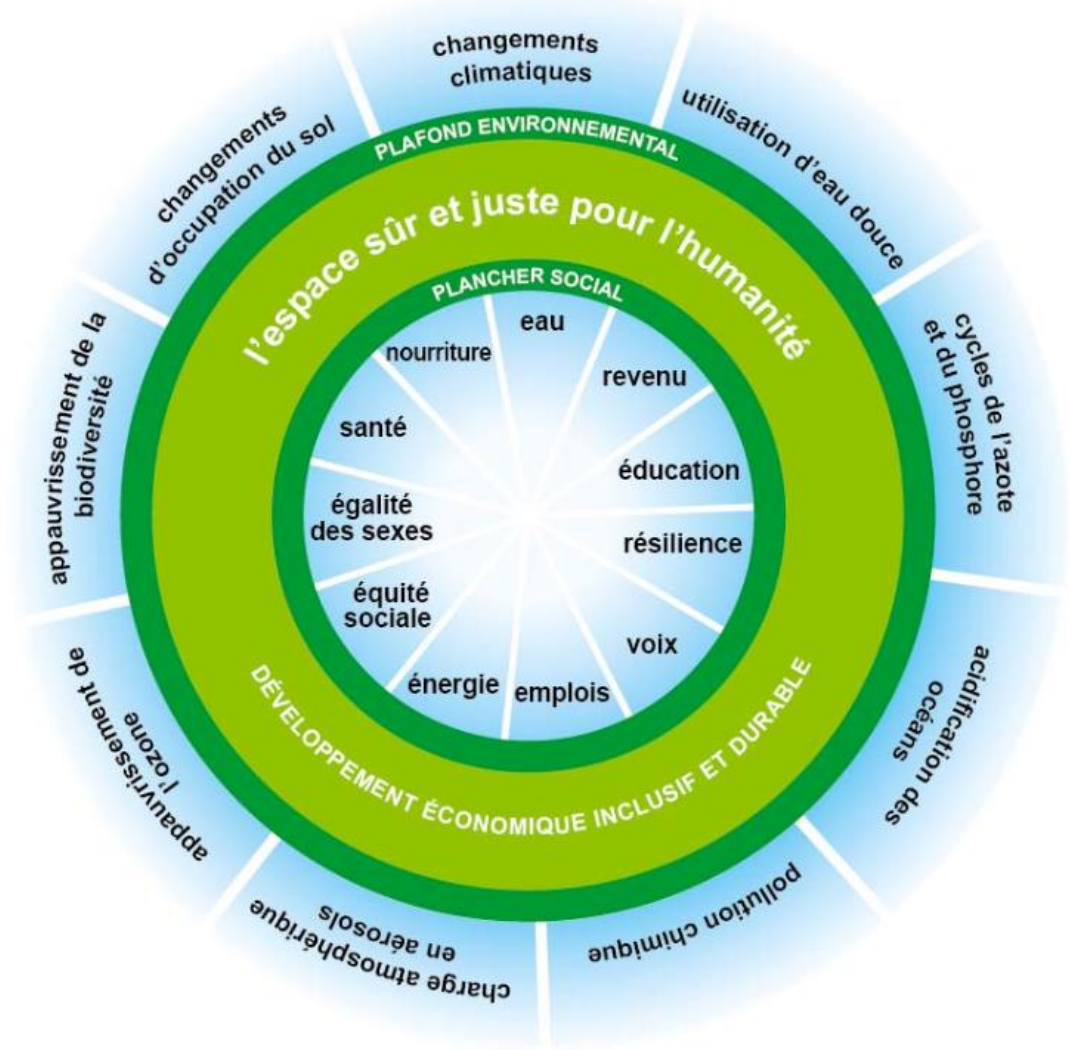 changements
climatiques
utilisation d'eau douce
cycles de l'azote
et du phosphore
acidification des
océans
pollution chimique
charge atmosphérique
en aérosols
appauvrissement de
l'ozone
appauvrissement de la
biodiversité
changements
d'occupation du sol
PLAFOND ENVIRONNEMENTAL
l'espace sûr et juste pour l'humanité
PLANCHER SOCIAL
eau
revenu
éducation
résilience
voix
emplois
énergie
équité
sociale
égalité
des sexes
santé
nourriture
DÉVELOPPEMENT ÉCONOMIQUE INCLUSIF ET DURABLE